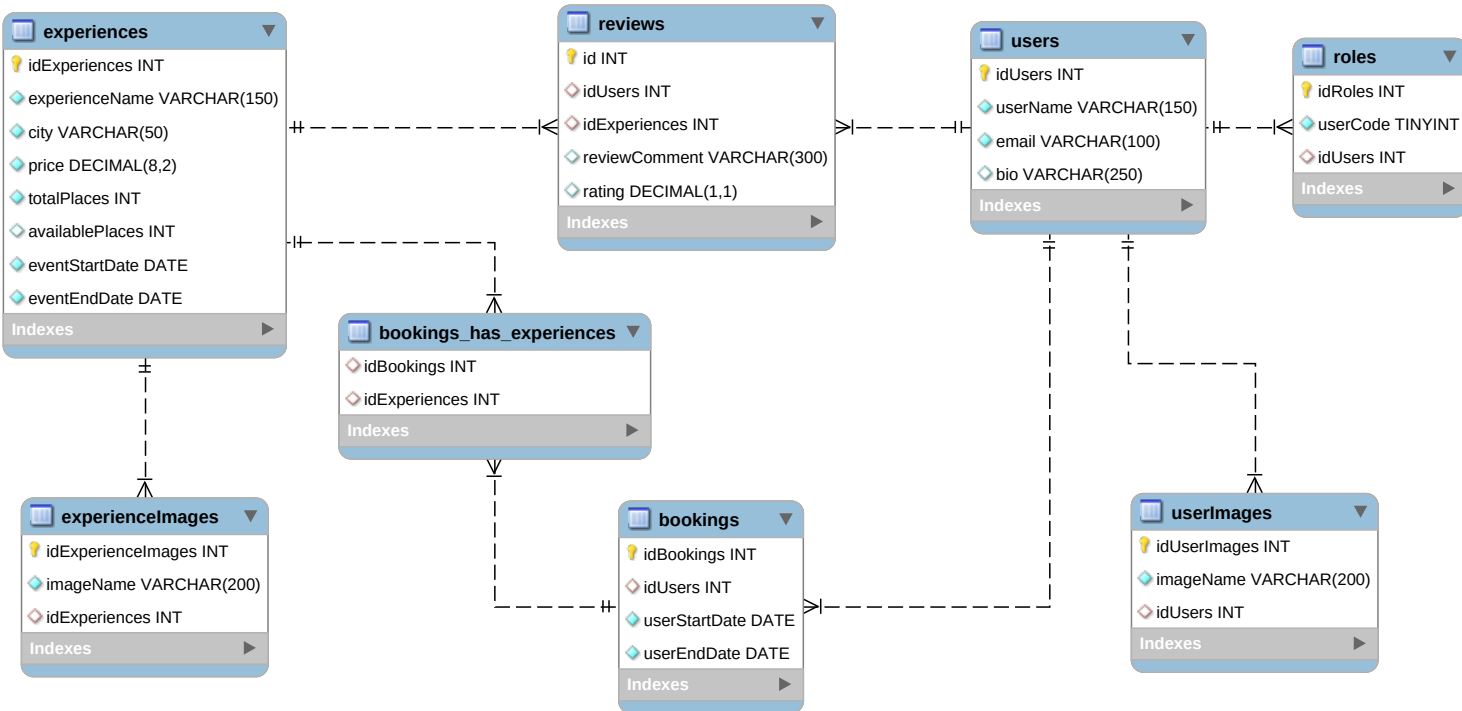 experiences
idExperiences INT
experienceName VARCHAR(150)
city VARCHAR(50)
price DECIMAL(8,2)
totalPlaces INT
availablePlaces INT
eventStartDate DATE
eventEndDate DATE
Indexes
reviews
id INT
idUsers INT
idExperiences INT
reviewComment VARCHAR(300)
rating DECIMAL(1,1)
Indexes
users
idUsers INT
userName VARCHAR(150)
email VARCHAR(100)
bio VARCHAR(250)
Indexes
roles
idRoles INT
userCode TINYINT
idUsers INT
Indexes
bookings_has_experiences
idBookings INT
idExperiences INT
Indexes
experienceImages
idExperienceImages INT
imageName VARCHAR(200)
idExperiences INT
Indexes
bookings
idBookings INT
idUsers INT
userStartDate DATE
userEndDate DATE
Indexes
userImages
idUserImages INT
imageName VARCHAR(200)
idUsers INT
Indexes